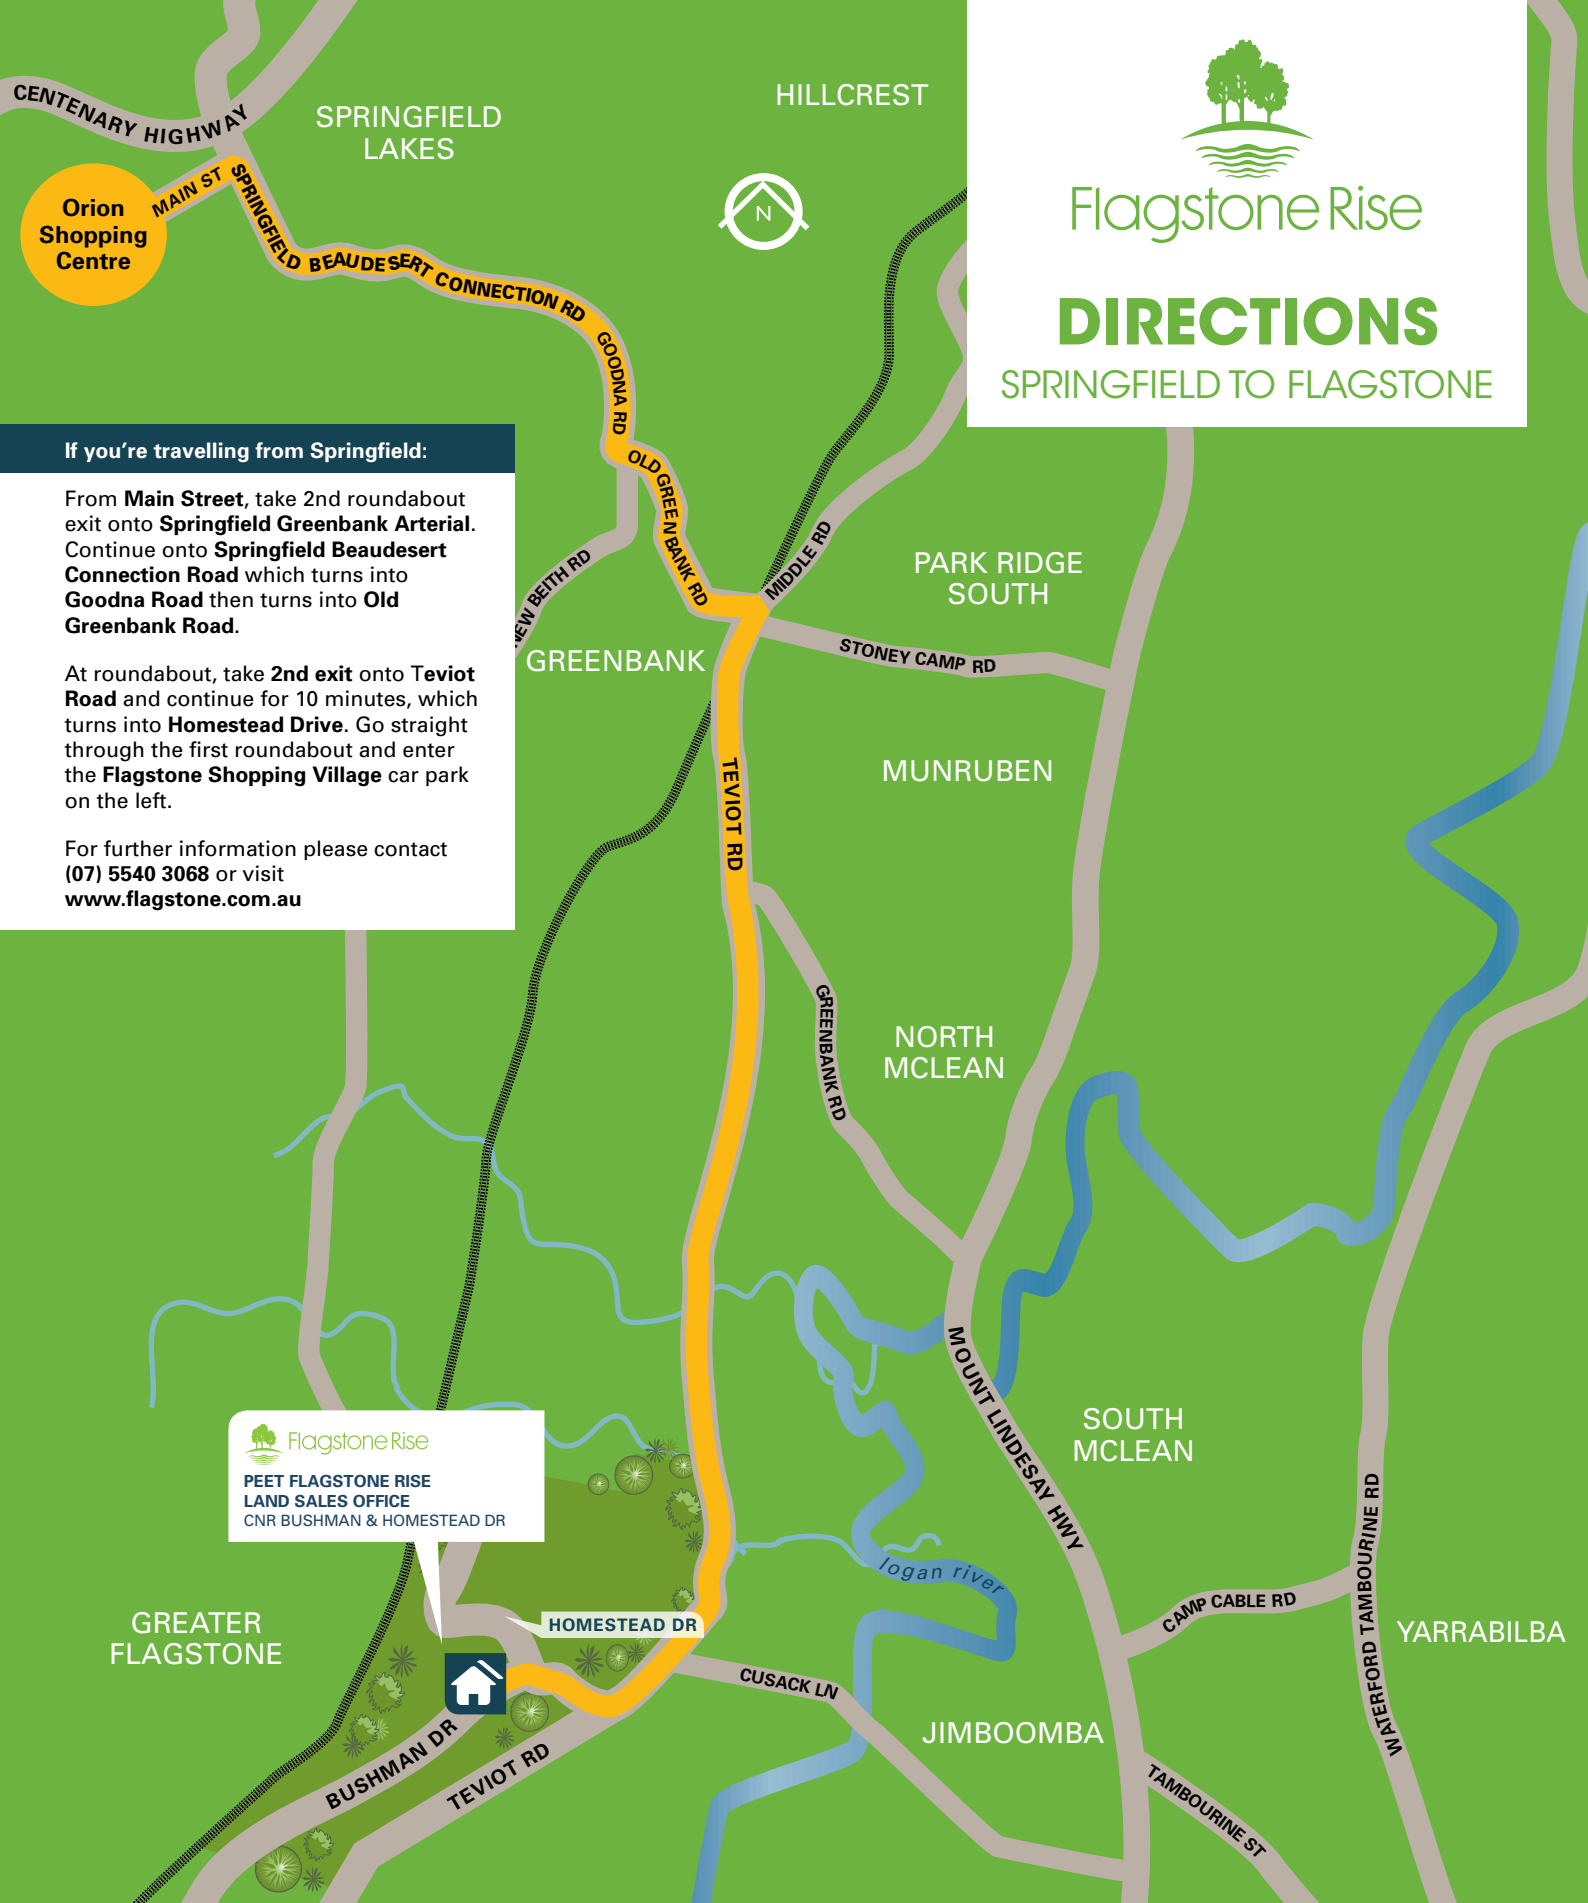 CENTENARY HIGHWAY
SPRINGFIELD
LAKES
HILLCREST
Flagstone Rise
DIRECTIONS
SPRINGFIELD TO FLAGSTONE
N
Orion
Shopping
Centre
MAIN ST
SPRINGFIELD BEAUDESERT CONNECTION RD
GOODNA RD
OLD GREENBANK RD
If you're travelling from Springfield:
From Main Street, take 2nd roundabout
exit onto Springfield Greenbank Arterial.
Continue onto Springfield Beaudesert
Connection Road which turns into
Goodna Road then turns into Old
Greenbank Road.
At roundabout, take 2nd exit onto Teviot
Road and continue for 10 minutes, which
turns into Homestead Drive. Go straight
through the first roundabout and enter
the Flagstone Shopping Village car park
on the left.
For further information please contact
(07) 5540 3068 or visit
www.flagstone.com.au
NEW BEITH RD
MIDDLE RD
PARK RIDGE
SOUTH
GREENBANK
STONEY CAMP RD
MUNRUBEN
TEVIOT RD
GREENBANK RD
NORTH
MCLEAN
MOUNT LINDESAY HWY
SOUTH
MCLEAN
Flagstone Rise
PEET FLAGSTONE RISE
LAND SALES OFFICE
CNR BUSHMAN & HOMESTEAD DR
logan river
CAMP CABLE RD
WATERFORD TAMBOURINE RD
YARRABILBA
GREATER
FLAGSTONE
HOMESTEAD DR
CUSACK LN
JIMBOOMBA
BUSHMAN DR
TEVIOT RD
TAMBOURINE ST